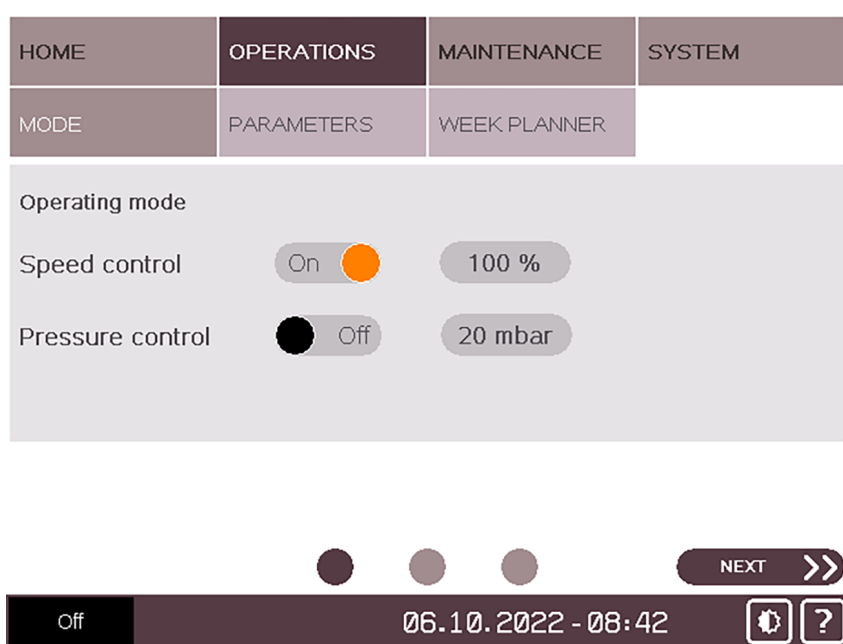 HOME OPERATIONS MAINTENANCE SYSTEM
MODE PARAMETERS WEEK PLANNER
Operating mode
Speed control On 100 %
Pressure control Off 20 mbar
NEXT
Off 06.10.2022 - 08:42 ?